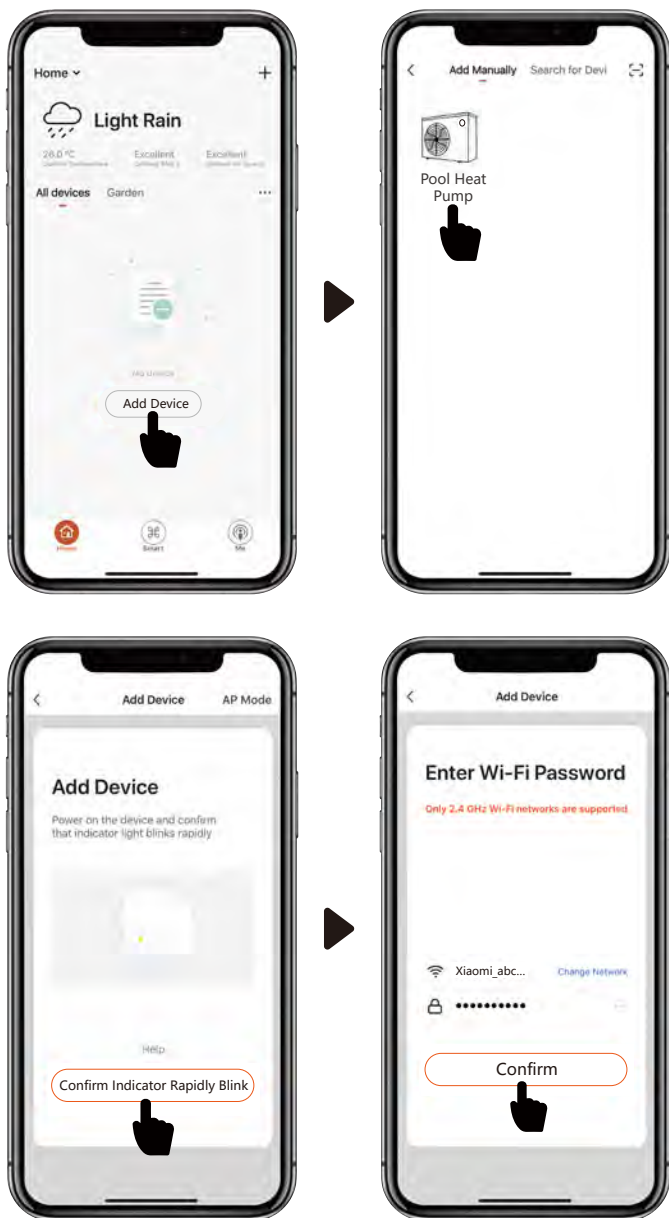 Home
Light Rain
26.0 °C
Excellent
Excellent
All devices
Garden
Add Device
Home
Smart
Me
Add Manually
Search for Devi
Pool Heat
Pump
Add Device
AP Mode
Add Device
Power on the device and confirm
that indicator light blinks rapidly
Help
Confirm Indicator Rapidly Blink
Add Device
Enter Wi-Fi Password
Only 2.4 GHz Wi-Fi networks are supported
Xiaomi_abc...
Change Network
Confirm